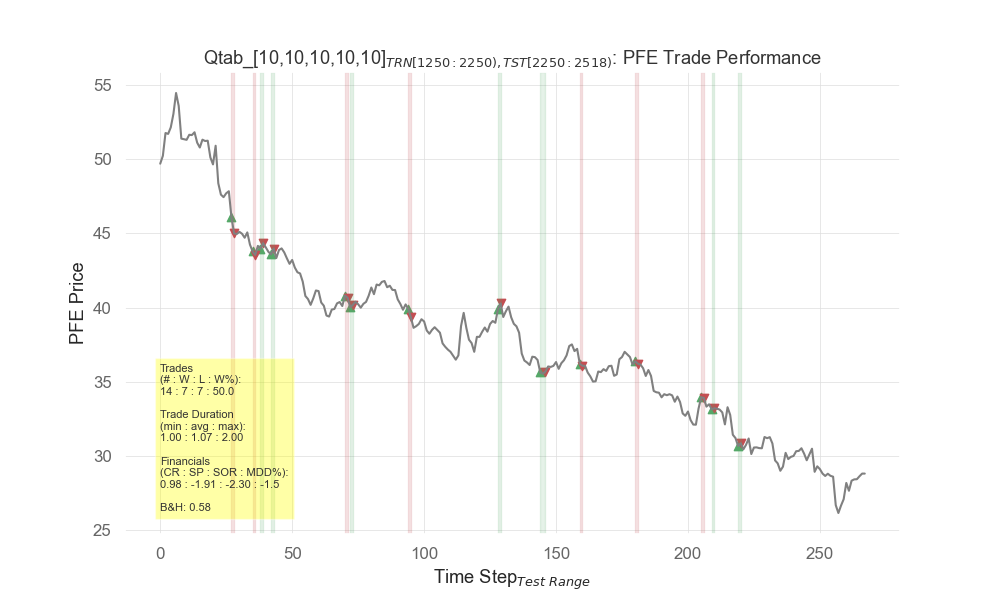 Qtab_[10,10,10,10,10]TRN[1250:2250),TST[2250:2518): PFE Trade Performance
PFE Price
55
50
45
40
35
30
25
Trades
(# : W : L : W%):
14 : 7 : 7 : 50.0
Trade Duration
(min : avg : max):
1.00 : 1.07 : 2.00
Financials
(CR : SP : SOR : MDD%):
0.98 : -1.91 : -2.30 : -1.5
B&H: 0.58
0 50 100 150 200 250
Time StepTest Range